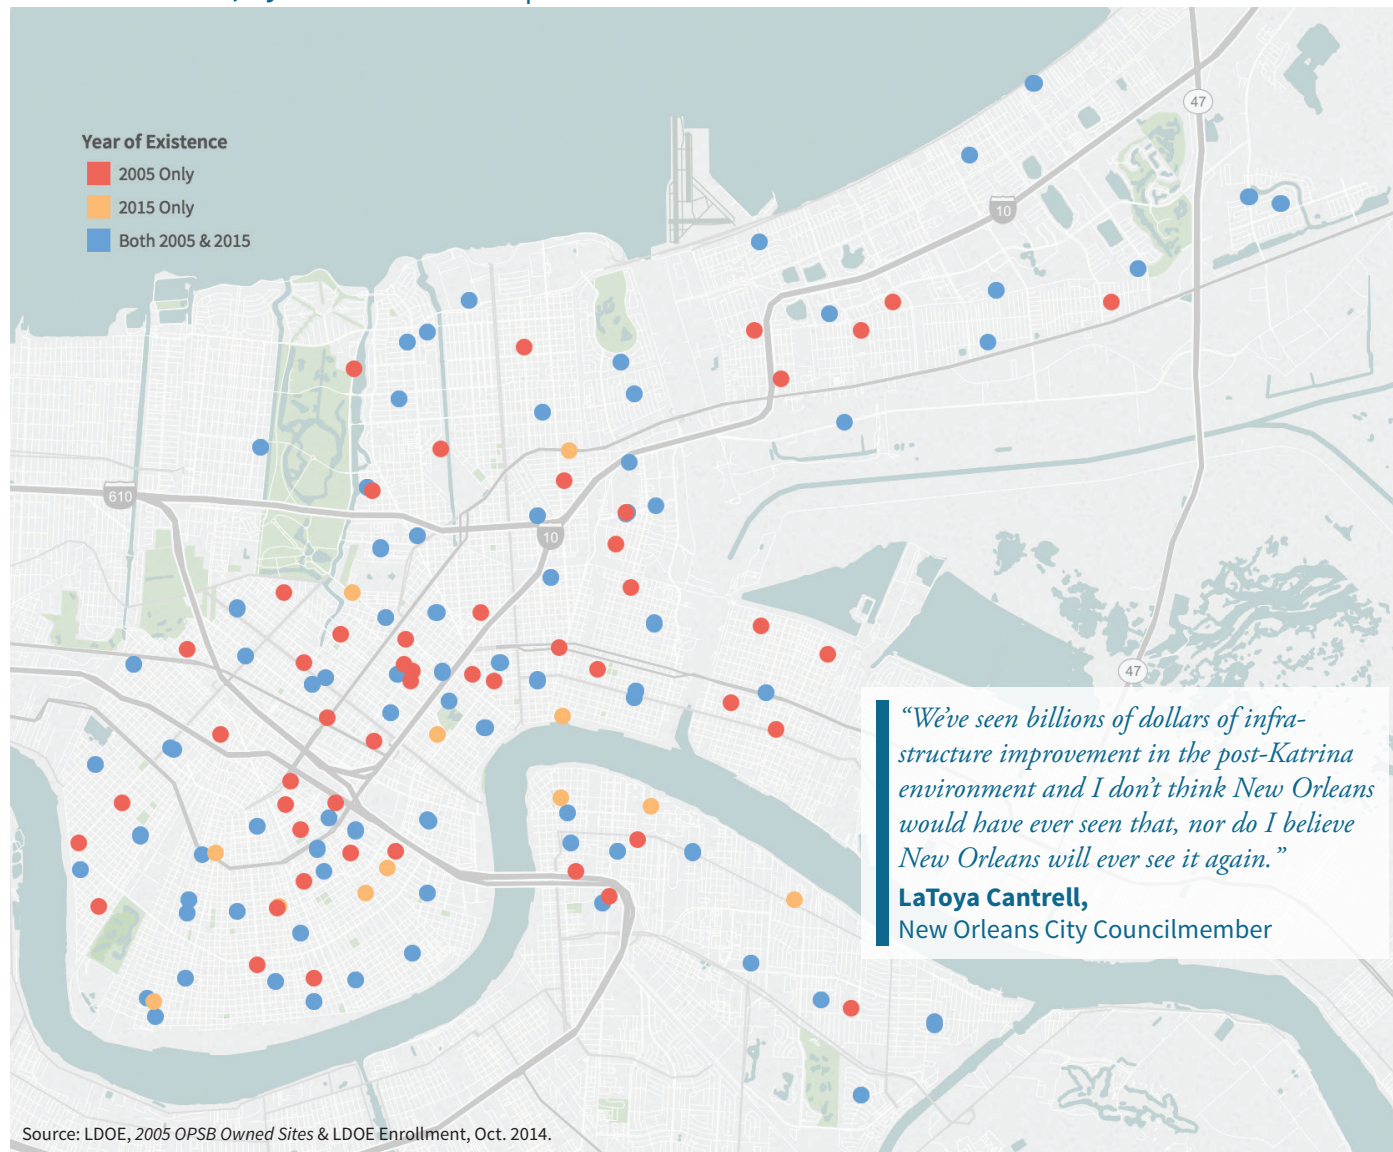 Year of Existence
2005 Only
2015 Only
Both 2005 & 2015
47
10
610
10
47
“We’ve seen billions of dollars of infra-
structure improvement in the post-Katrina
environment and I don’t think New Orleans
would have ever seen that, nor do I believe
New Orleans will ever see it again.”
LaToya Cantrell,
New Orleans City Councilmember
Source: LDOE, 2005 OPSB Owned Sites & LDOE Enrollment, Oct. 2014.